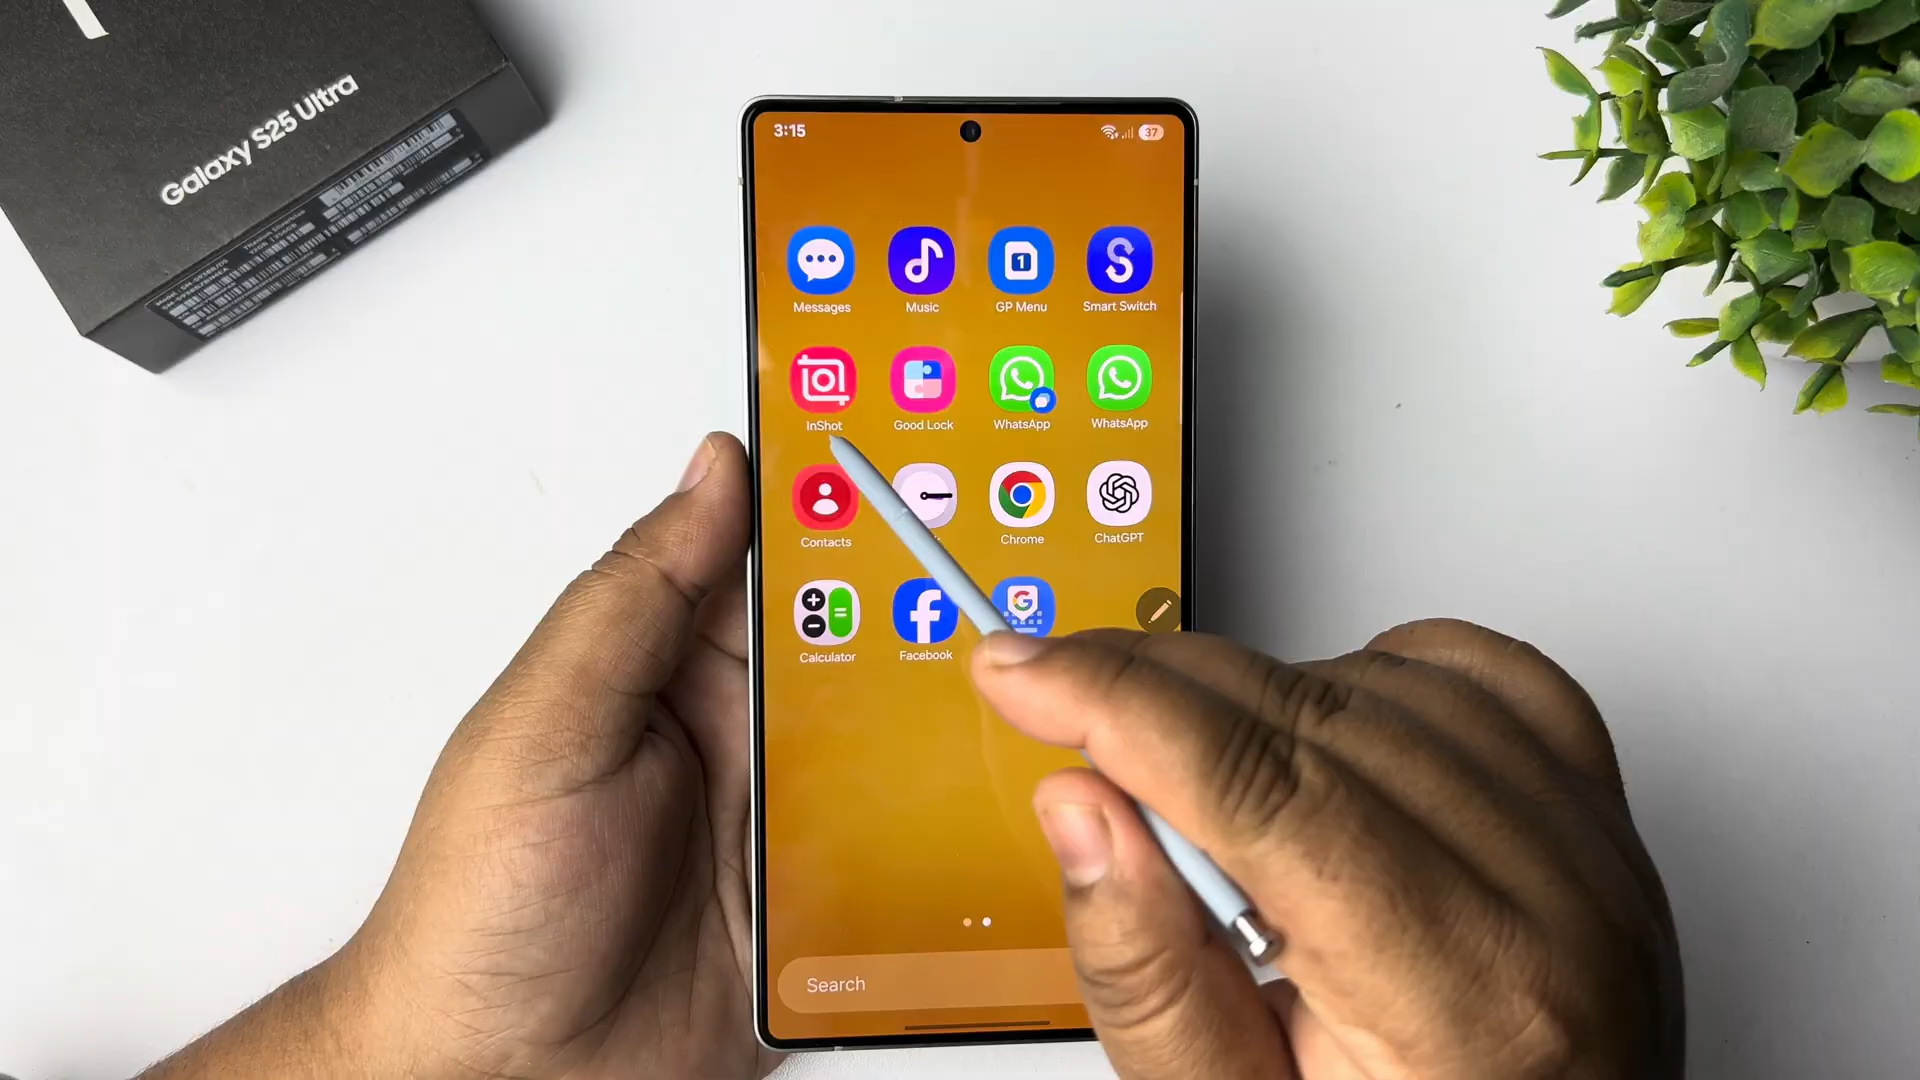 Galaxy S25 Ultra
3:15
37
Messages
Music
1
GP Menu
Smart Switch
InShot
Good Lock
WhatsApp
WhatsApp
Contacts
Chrome
ChatGPT
Calculator
Facebook
Search